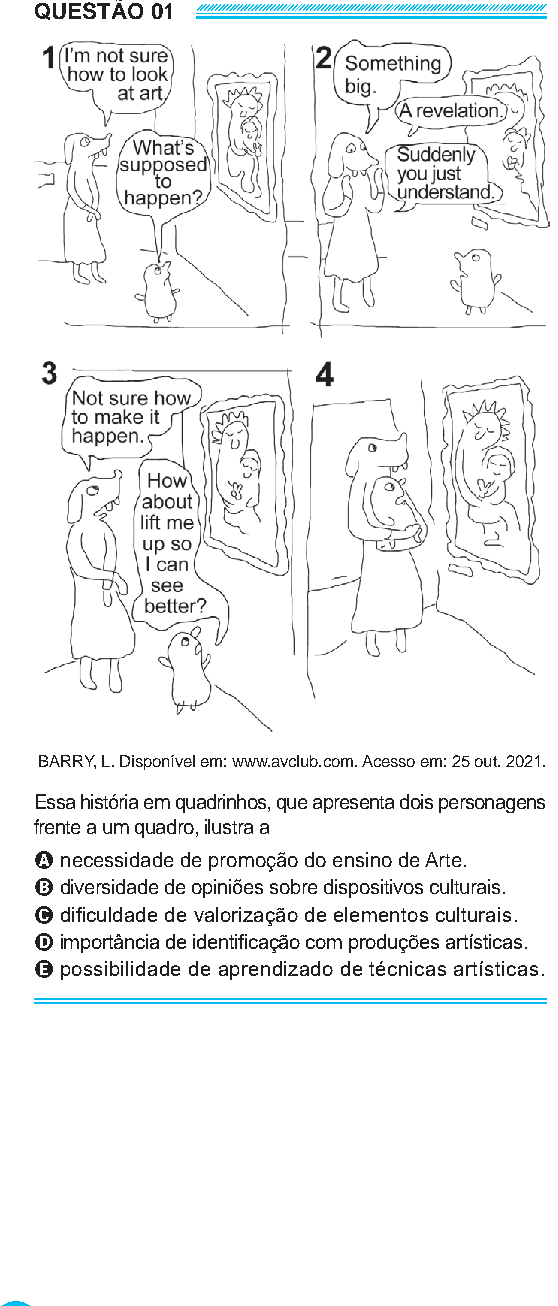 QUESTÃO 01
1
I'm not sure
how to look
at art.
What's
supposed
to
happen?
2
Something
big.
A revelation.
Suddenly
you just
understand.
3
Not sure how
to make it
happen.
How
about
lift me
up so
I can
see
better?
4
BARRY, L. Disponível em: www.avclub.com. Acesso em: 25 out. 2021.
Essa história em quadrinhos, que apresenta dois personagens
frente a um quadro, ilustra a
A necessidade de promoção do ensino de Arte.
B diversidade de opiniões sobre dispositivos culturais.
C dificuldade de valorização de elementos culturais.
D importância de identificação com produções artísticas.
E possibilidade de aprendizado de técnicas artísticas.